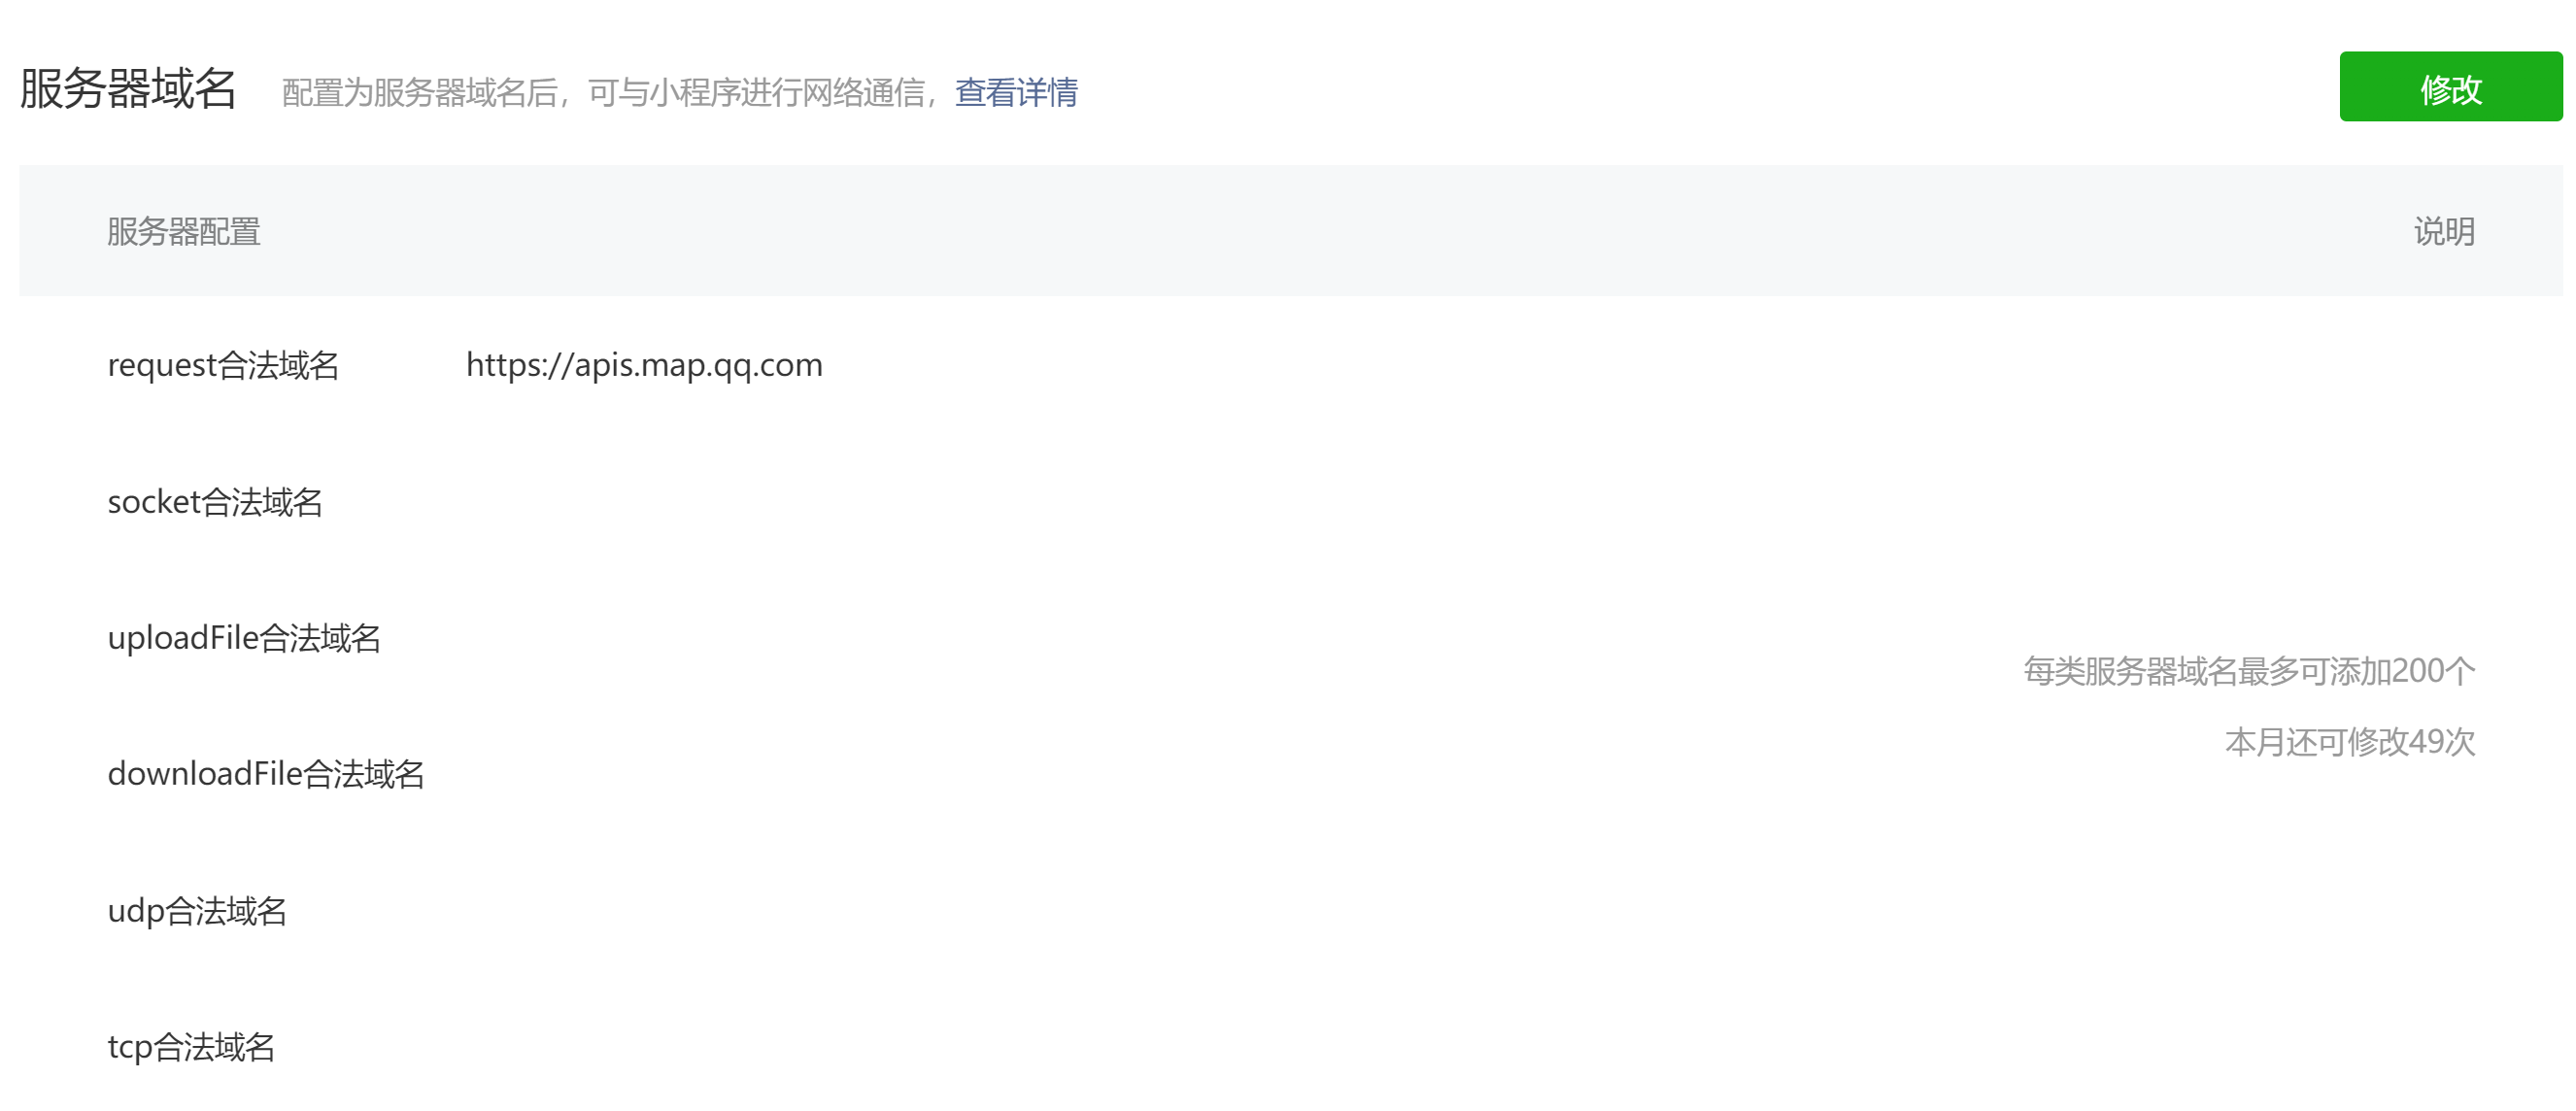 服务器域名 配置为服务器域名后，可与小程序进行网络通信，查看详情 修改
服务器配置 说明
request合法域名 https://apis.map.qq.com
socket合法域名
uploadFile合法域名
每类服务器域名最多可添加200个
本月还可修改49次
downloadFile合法域名
udp合法域名
tcp合法域名